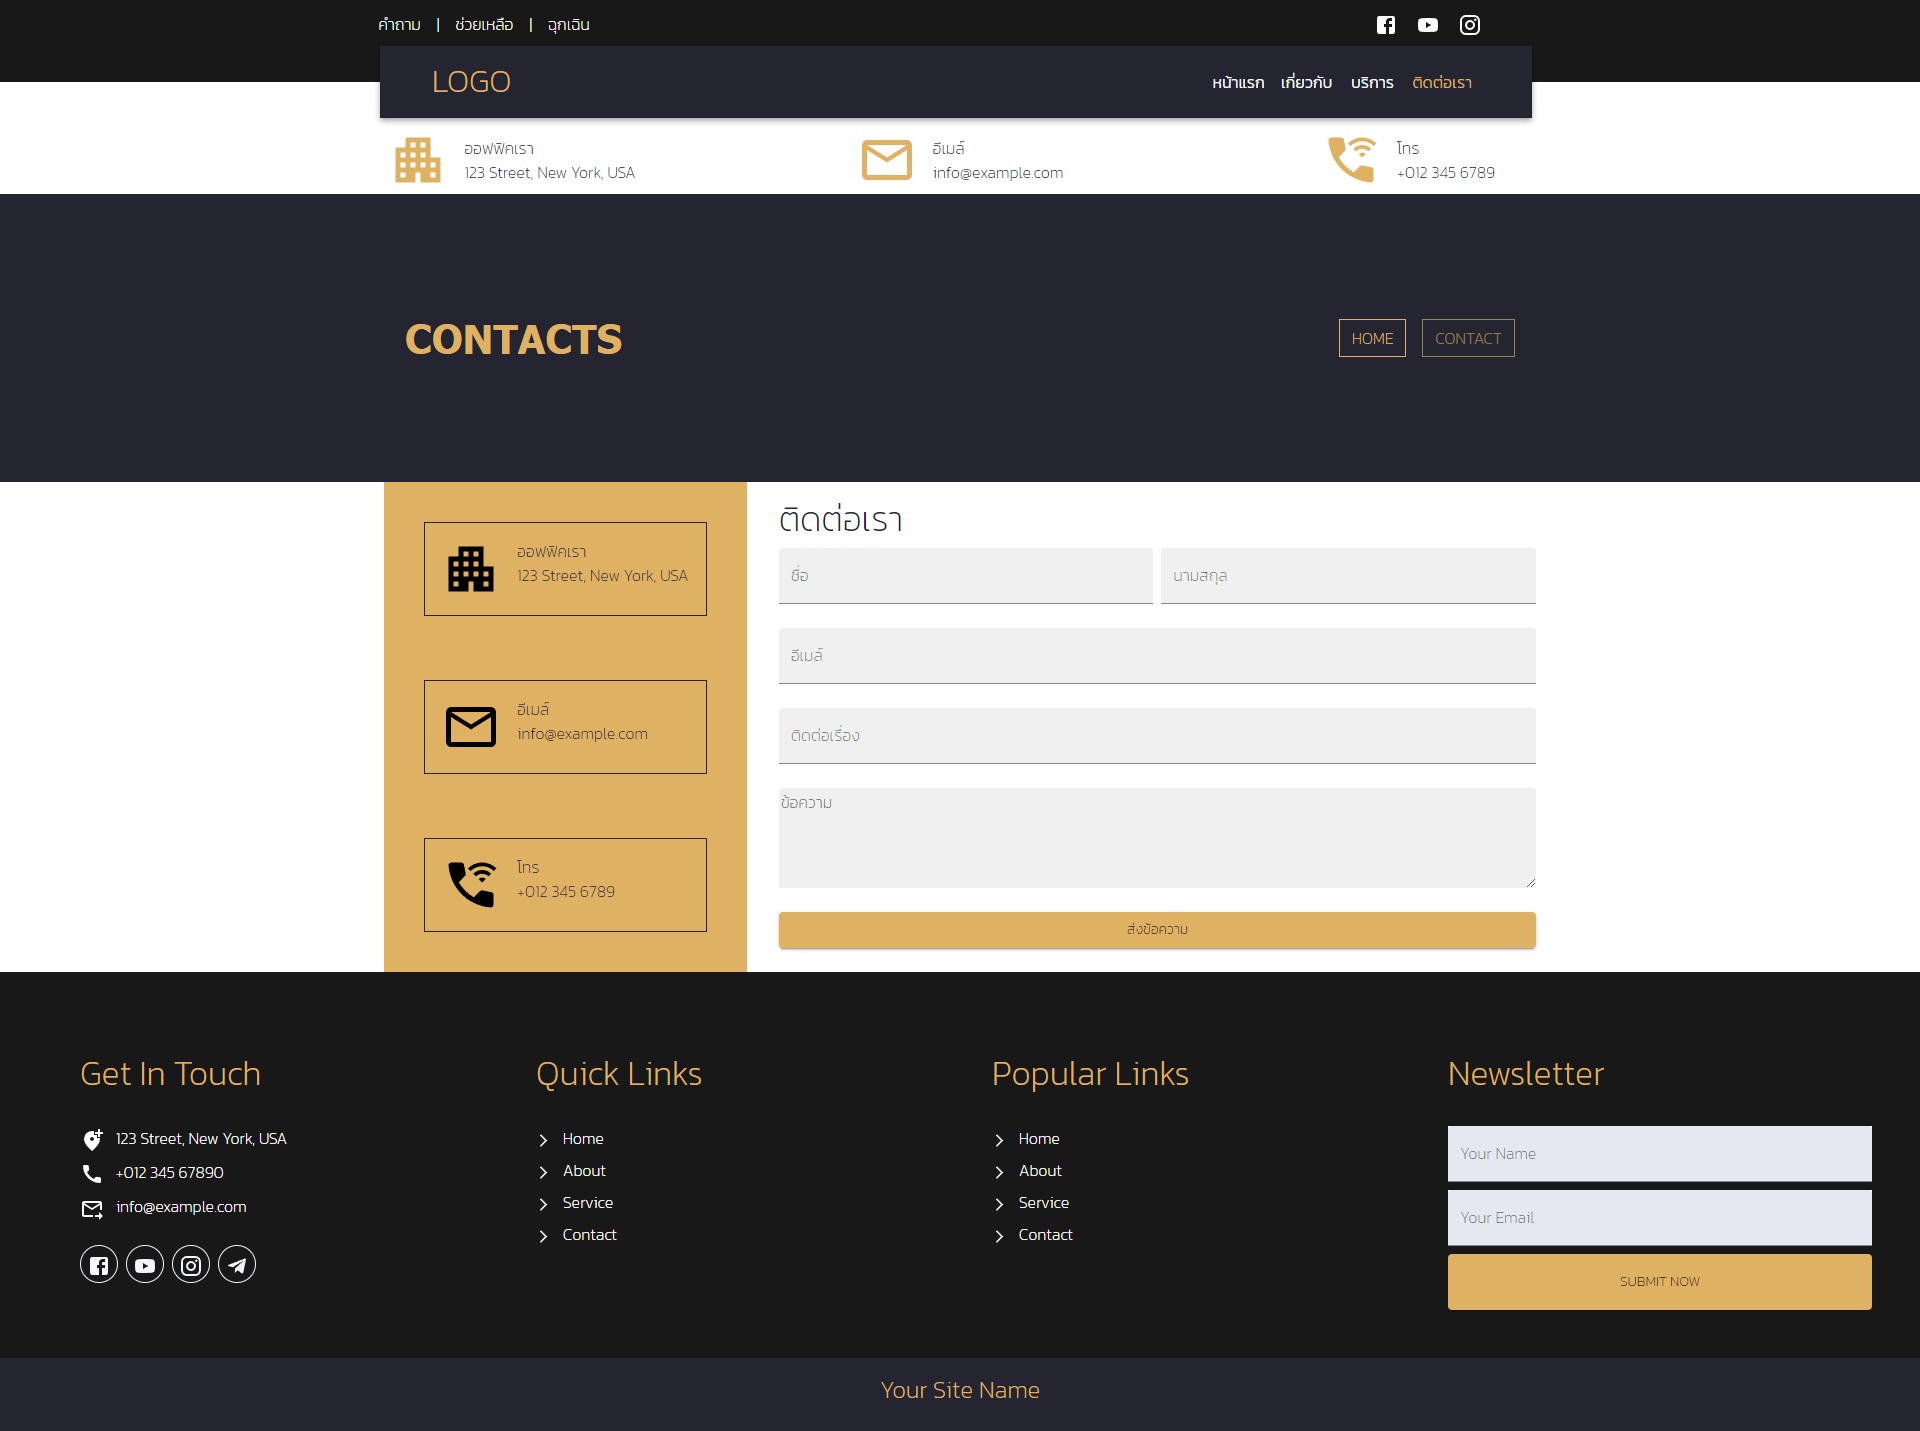 คำถาม | ช่วยเหลือ | ฉุกเฉิน
LOGO
หน้าแรก เกี่ยวกับ บริการ ติดต่อเรา
ออฟฟิคเรา
123 Street, New York, USA
อีเมล์
info@example.com
โทร
+012 345 6789
CONTACTS
HOME
CONTACT
ออฟฟิคเรา
123 Street, New York, USA
อีเมล์
info@example.com
โทร
+012 345 6789
ติดต่อเรา
ชื่อ
นามสกุล
อีเมล์
ติดต่อเรื่อง
ข้อความ
ส่งข้อความ
Get In Touch
123 Street, New York, USA
+012 345 67890
info@example.com
Quick Links
Home
About
Service
Contact
Popular Links
Home
About
Service
Contact
Newsletter
Your Name
Your Email
SUBMIT NOW
Your Site Name